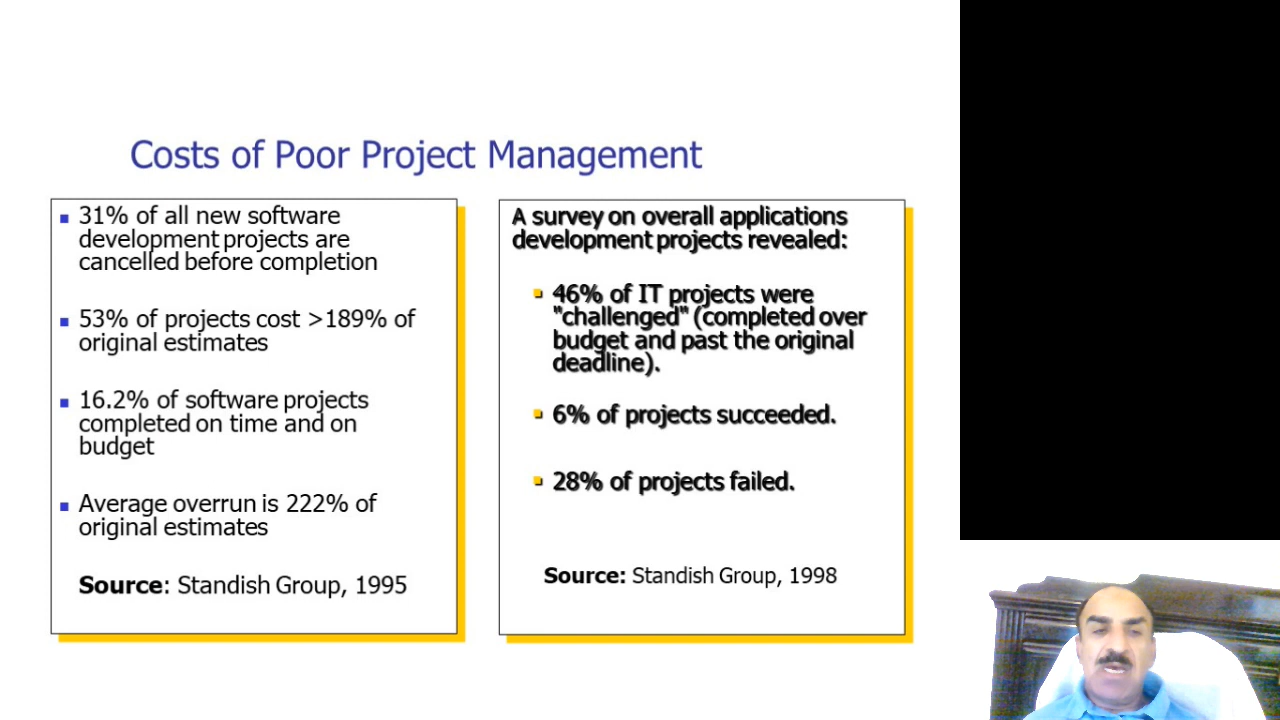 Costs of Poor Project Management
31% of all new software
development projects are
cancelled before completion
53% of projects cost >189% of
original estimates
16.2% of software projects
completed on time and on
budget
Average overrun is 222% of
original estimates
Source: Standish Group, 1995
A survey on overall applications
development projects revealed:
46% of IT projects were
"challenged" (completed over
budget and past the original
deadline).
6% of projects succeeded.
28% of projects failed.
Source: Standish Group, 1998